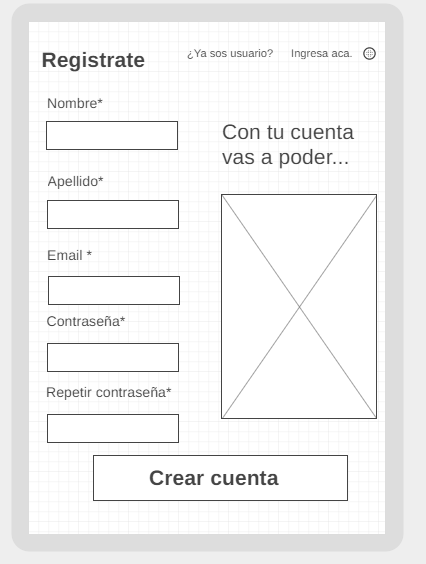 Registrate
¿Ya sos usuario? Ingresa aca.
Nombre*
Con tu cuenta
vas a poder...
Apellido*
Email *
Contraseña*
Repetir contraseña*
Crear cuenta